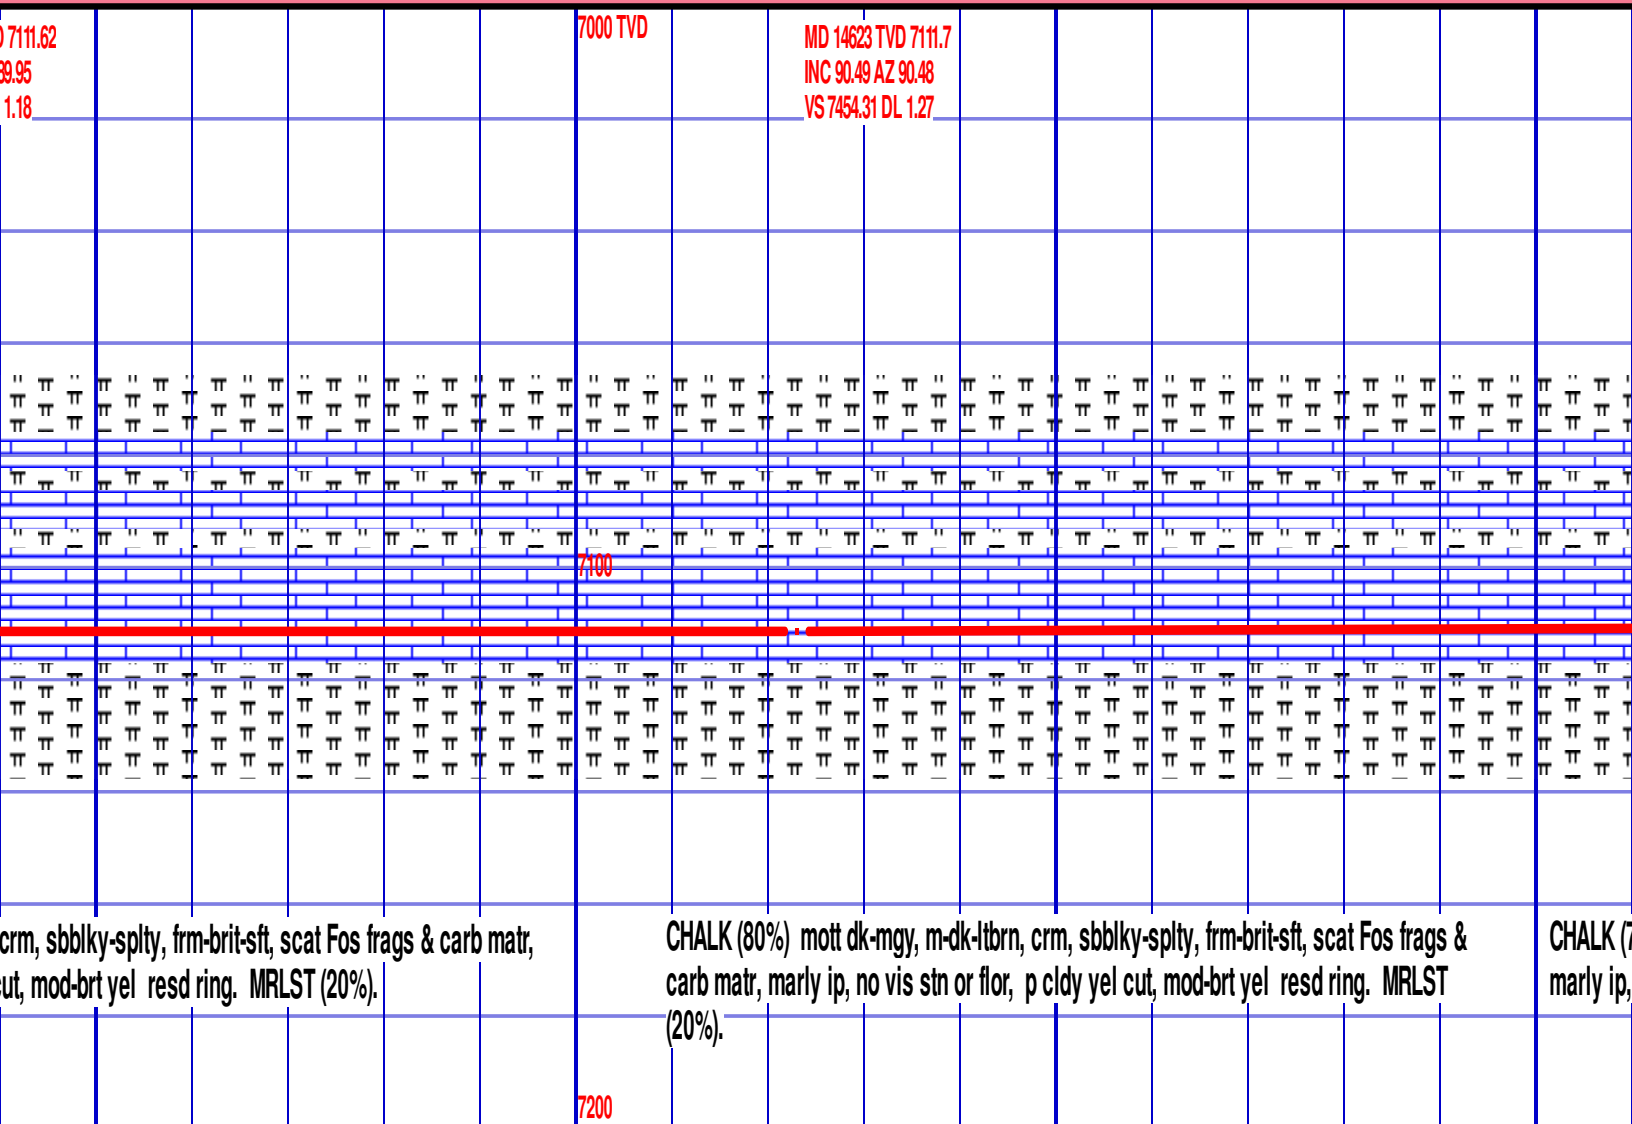 7111.62
89.95
1.18
7000 TVD
MD 14623 TVD 7111.7
INC 90.49 AZ 90.48
VS 7454.31 DL 1.27
7100
crm, sbblky-splty, frm-brit-sft, scat Fos frags & carb matr,
cut, mod-brt yel resd ring. MRLST (20%).
CHALK (80%) mott dk-mgy, m-dk-ltbrn, crm, sbblky-splty, frm-brit-sft, scat Fos frags &
carb matr, marly ip, no vis stn or flor, p cldy yel cut, mod-brt yel resd ring. MRLST
(20%).
CHALK (7
marly ip,
7200